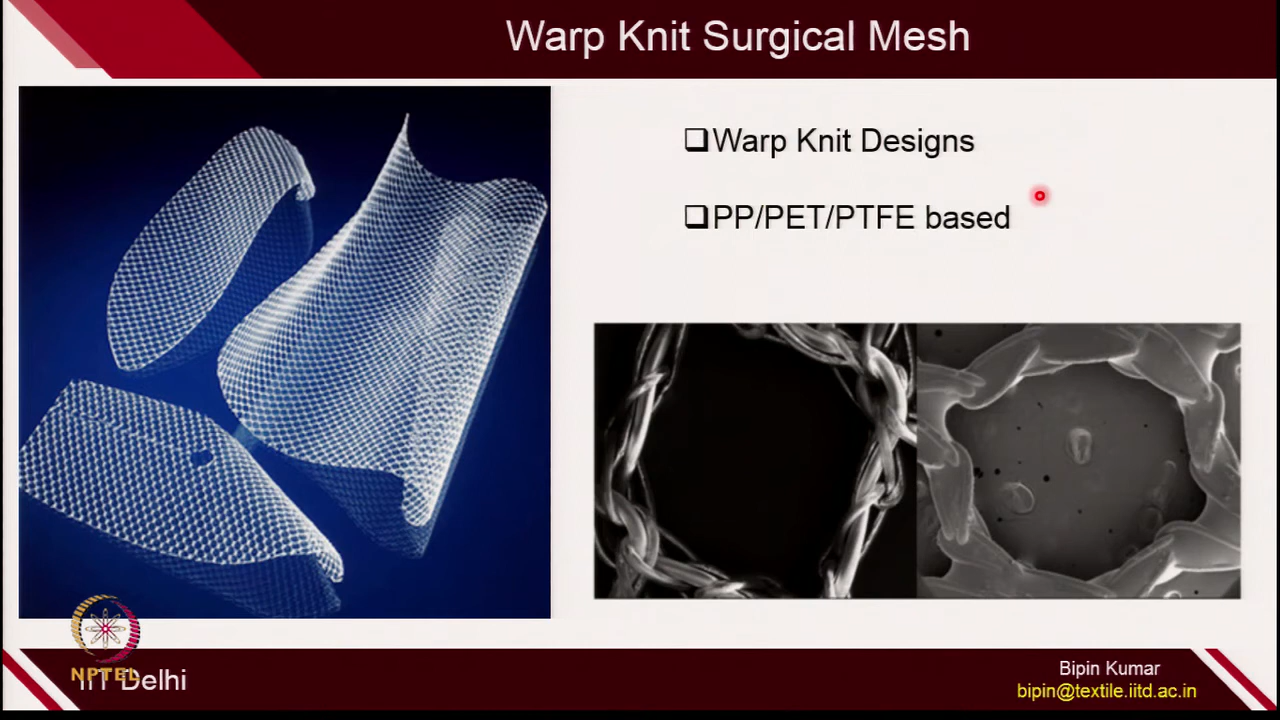 Warp Knit Surgical Mesh
❑Warp Knit Designs
❑PP/PET/PTFE based
NPTEL
IIT Delhi
Bipin Kumar
bipin@textile.iitd.ac.in